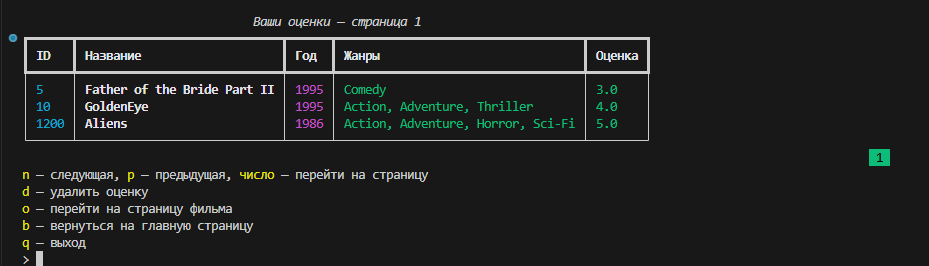 Ваши оценки — страница 1
ID Название Год Жанры Оценка
5 Father of the Bride Part II 1995 Comedy 3.0
10 GoldenEye 1995 Action, Adventure, Thriller 4.0
1200 Aliens 1986 Action, Adventure, Horror, Sci-Fi 5.0
1
n — следующая, p — предыдущая, число — перейти на страницу
d — удалить оценку
o — перейти на страницу фильма
b — вернуться на главную страницу
q — выход
>